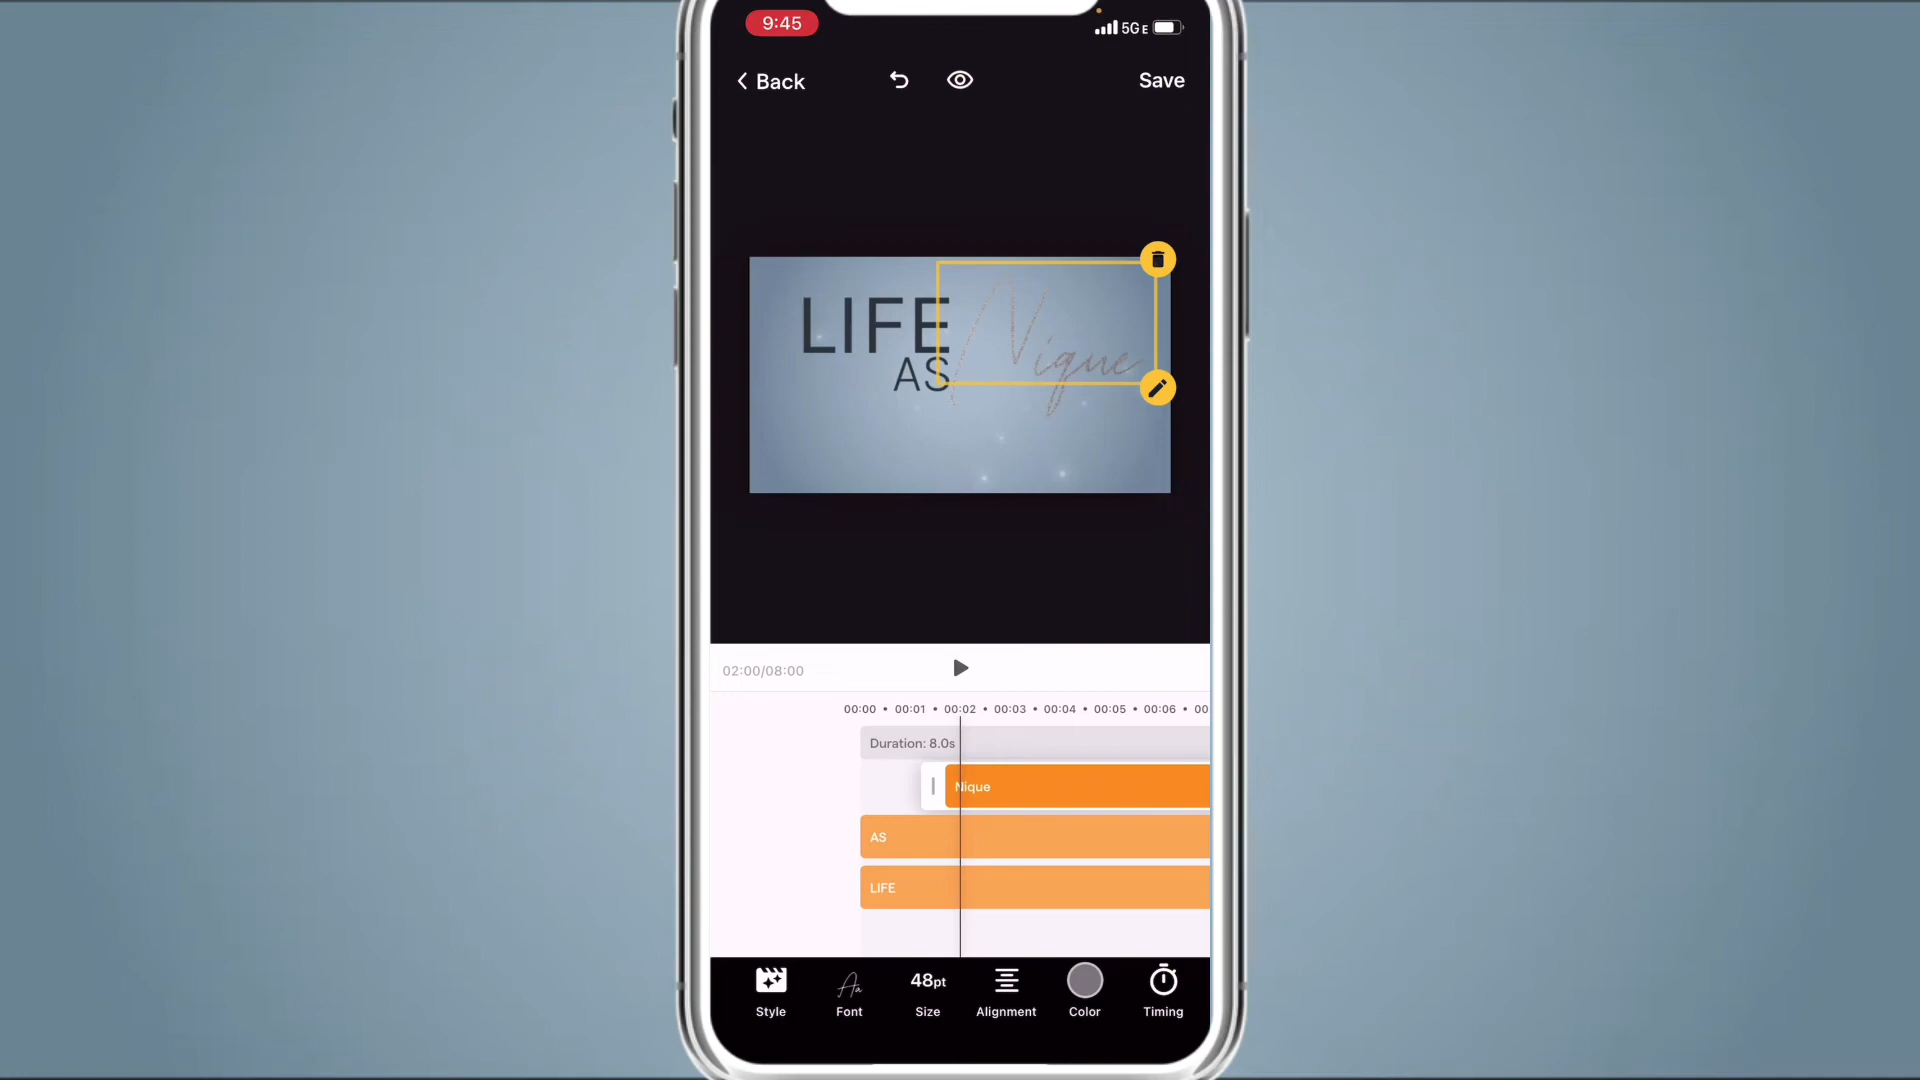 9:45
5GE
Back
Save
LIFE
AS
Nique
02:00/08:00
00:00 • 00:01 • 00:02 • 00:03 • 00:04 • 00:05 • 00:06 • 00
Duration: 8.0s
Nique
AS
LIFE
Aa
48pt
Style
Font
Size
Alignment
Color
Timing